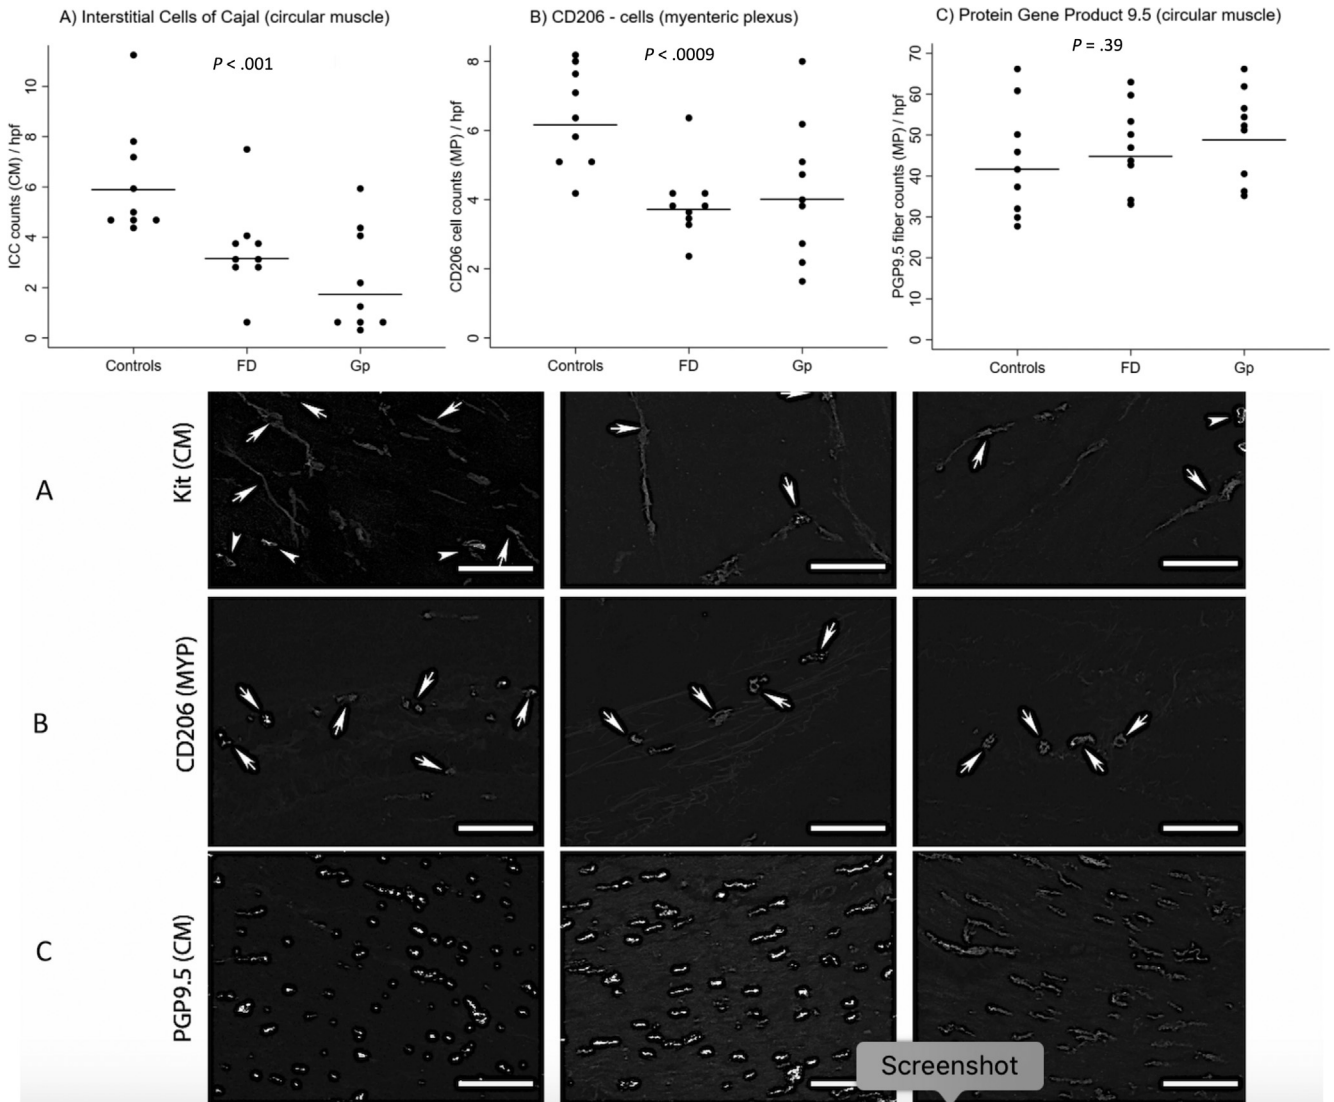 A) Interstitial Cells of Cajal (circular muscle)
P < .001
ICC counts (CM) / hpf
0
2
4
6
8
10
Controls
FD
Gp
B) CD206 - cells (myenteric plexus)
P < .0009
CD206 cell counts (MP) / hpf
0
2
4
6
8
Controls
FD
Gp
C) Protein Gene Product 9.5 (circular muscle)
P = .39
PGP9.5 fiber counts (MP) / hpf
0
10
20
30
40
50
60
70
Controls
FD
Gp
A
Kit (CM)
B
CD206 (MYP)
C
PGP9.5 (CM)
Screenshot